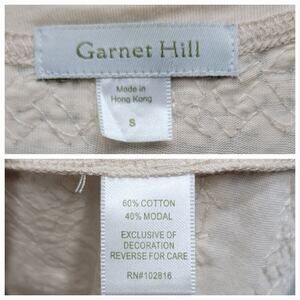 Garnet Hill
Made in
Hong Kong
S
60% COTTON
40% MODAL
EXCLUSIVE OF
DECORATION
REVERSE FOR CARE
RN#102816